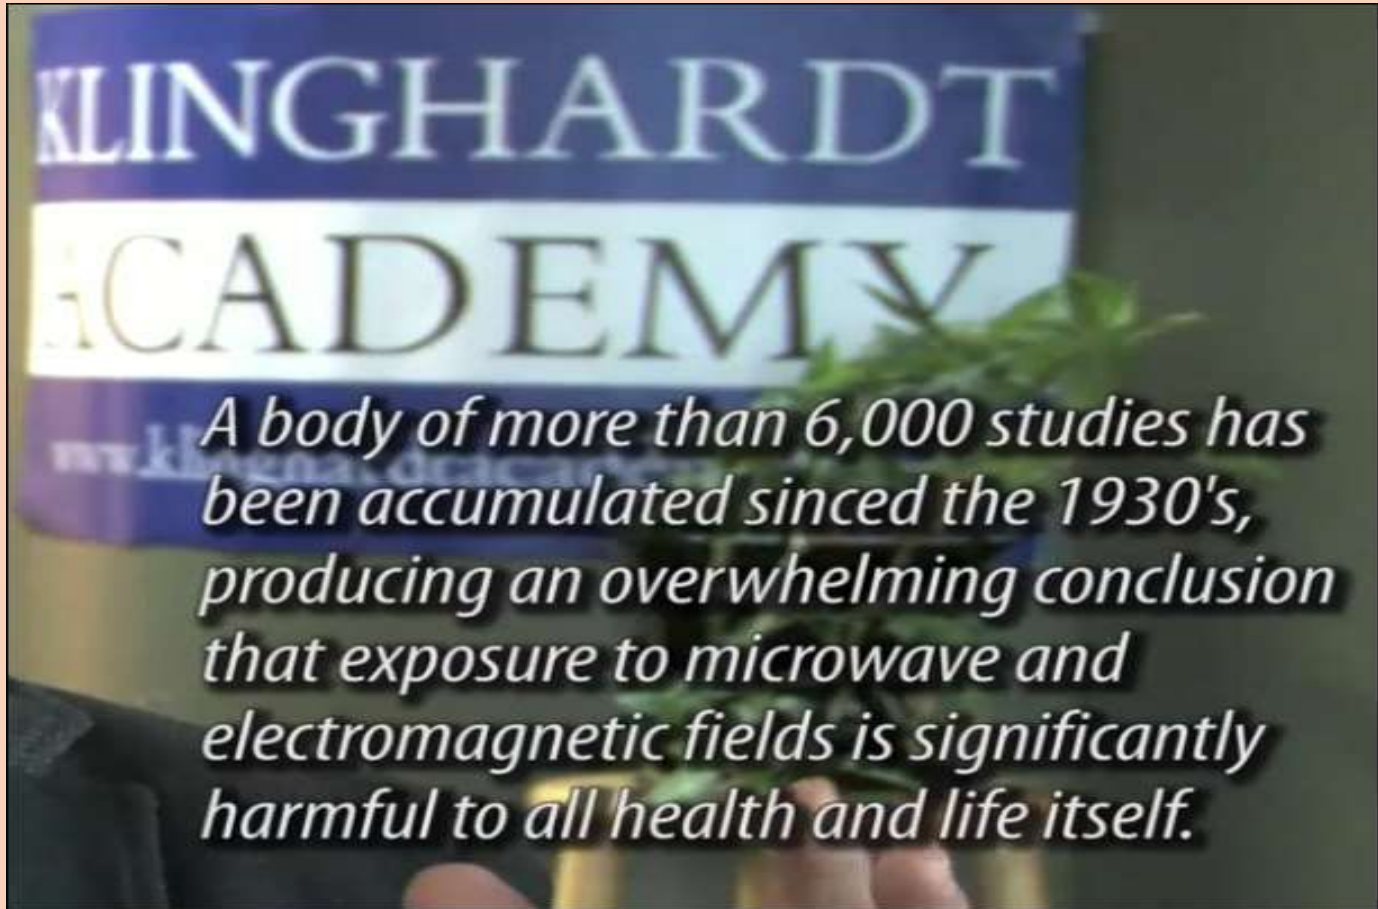 KLINGHARDT
ACADEMY
A body of more than 6,000 studies has
been accumulated sinced the 1930's,
producing an overwhelming conclusion
that exposure to microwave and
electromagnetic fields is significantly
harmful to all health and life itself.